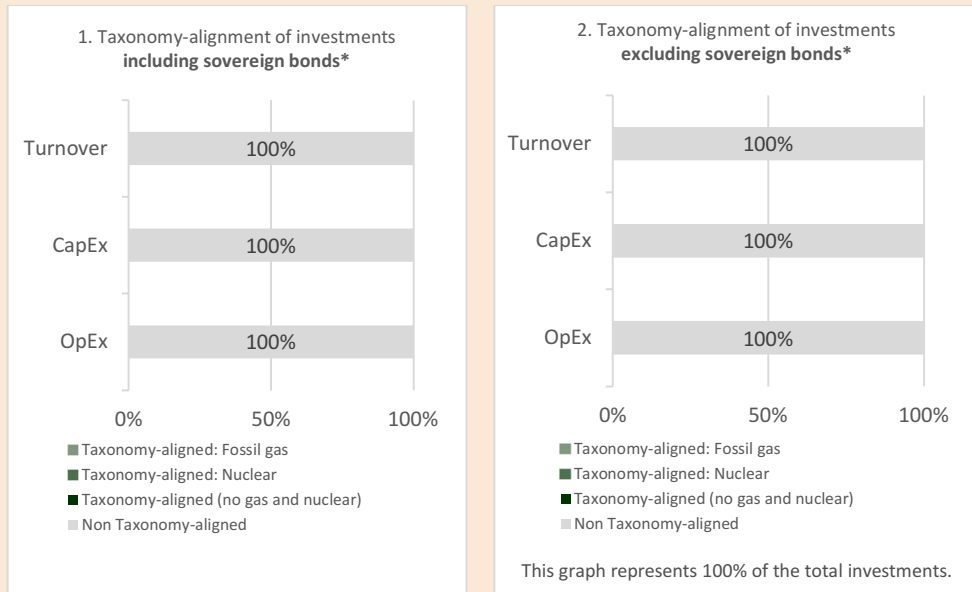 1. Taxonomy-alignment of investments
including sovereign bonds*
Turnover
100%
CapEx
100%
OpEx
100%
0%
50%
100%
Taxonomy-aligned: Fossil gas
Taxonomy-aligned: Nuclear
Taxonomy-aligned (no gas and nuclear)
Non Taxonomy-aligned
2. Taxonomy-alignment of investments
excluding sovereign bonds*
Turnover
100%
CapEx
100%
OpEx
100%
0%
50%
100%
Taxonomy-aligned: Fossil gas
Taxonomy-aligned: Nuclear
Taxonomy-aligned (no gas and nuclear)
Non Taxonomy-aligned
This graph represents 100% of the total investments.